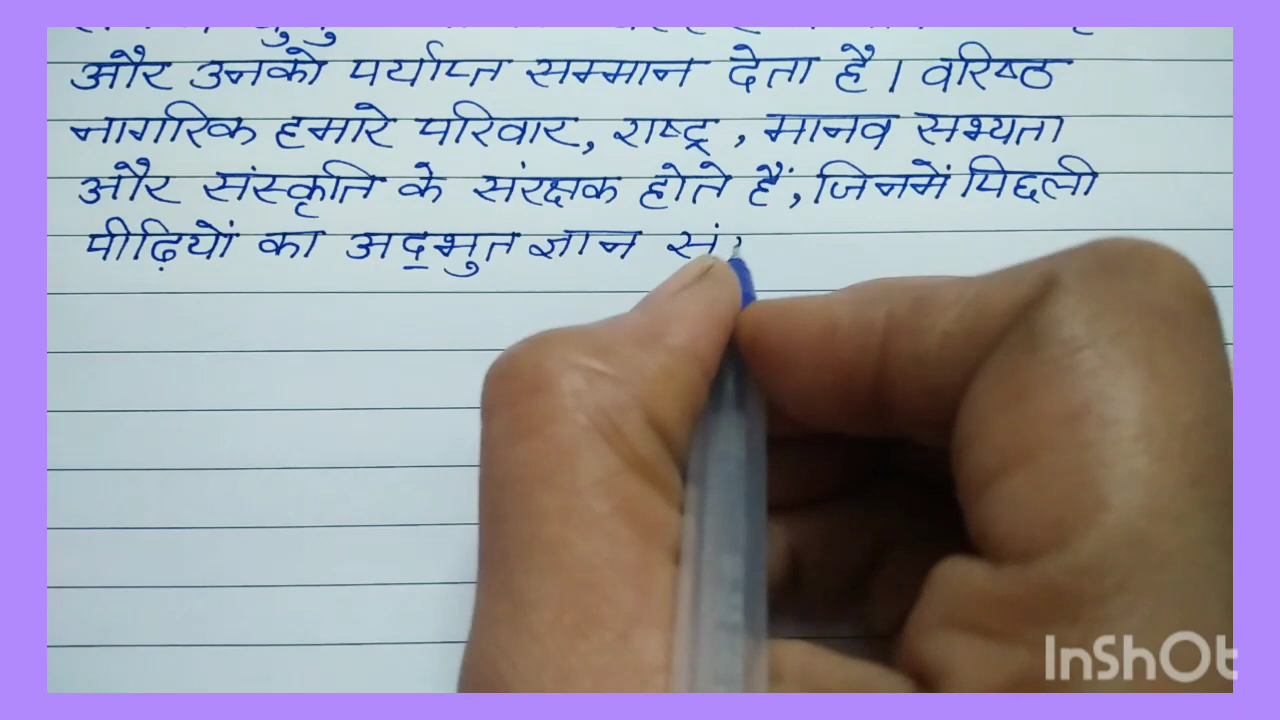 और उनको पर्याप्त सम्मान देता है। वरिष्ठ
नागरिक हमारे परिवार, राष्ट्र, मानव सभ्यता
और संस्कृति के संरक्षक होते हैं, जिनमें पिछली
पीढ़ियों का अद्भुत ज्ञान सं
InShOt